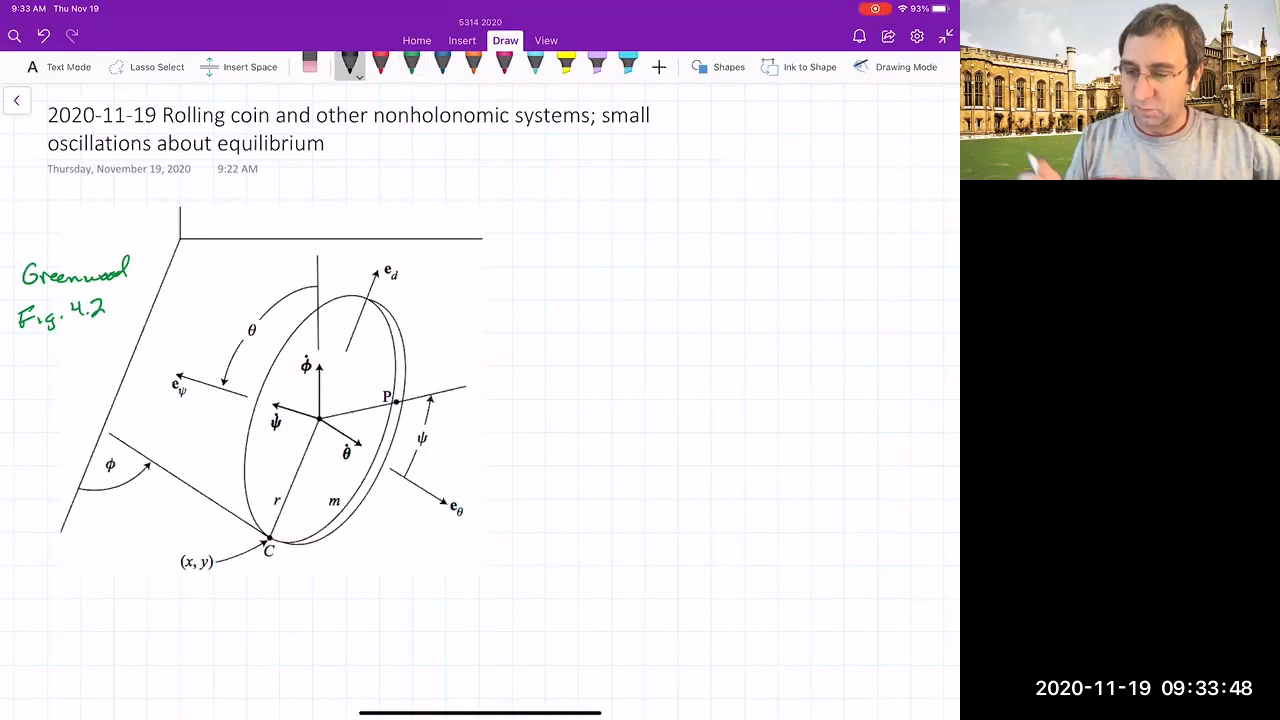 9:33 AM Thu Nov 19
93%
5314 2020
Home Insert Draw View
Text Mode Lasso Select Insert Space Shapes Ink to Shape Drawing Mode
2020-11-19 Rolling coin and other nonholonomic systems; small
oscillations about equilibrium
Thursday, November 19, 2020 9:22 AM
Greenwood
Fig. 4.2
e_d
θ
ϕ̇
e_ψ
P
ψ̇
θ̇
ψ
ϕ
r
m
e_θ
C
(x, y)
2020-11-19 09:33:48